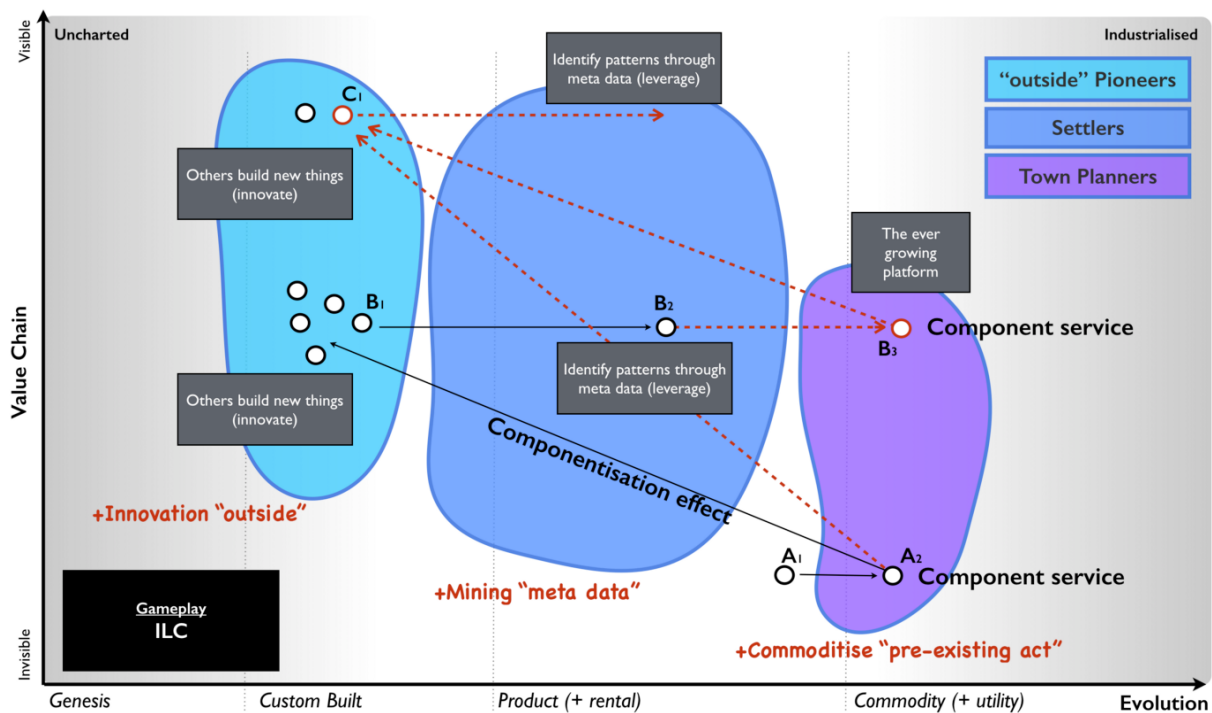 Visible
Uncharted
Industrialised
Identify patterns through
meta data (leverage)
"outside" Pioneers
Settlers
Town Planners
C1
Others build new things
(innovate)
The ever
growing
platform
B1
B2
B3
Component service
Value Chain
Identify patterns through
meta data (leverage)
Others build new things
(innovate)
Componentisation effect
+Innovation "outside"
A1
A2
Component service
+Mining "meta data"
Gameplay
ILC
+Commoditise "pre-existing act"
Invisible
Genesis
Custom Built
Product (+ rental)
Commodity (+ utility)
Evolution